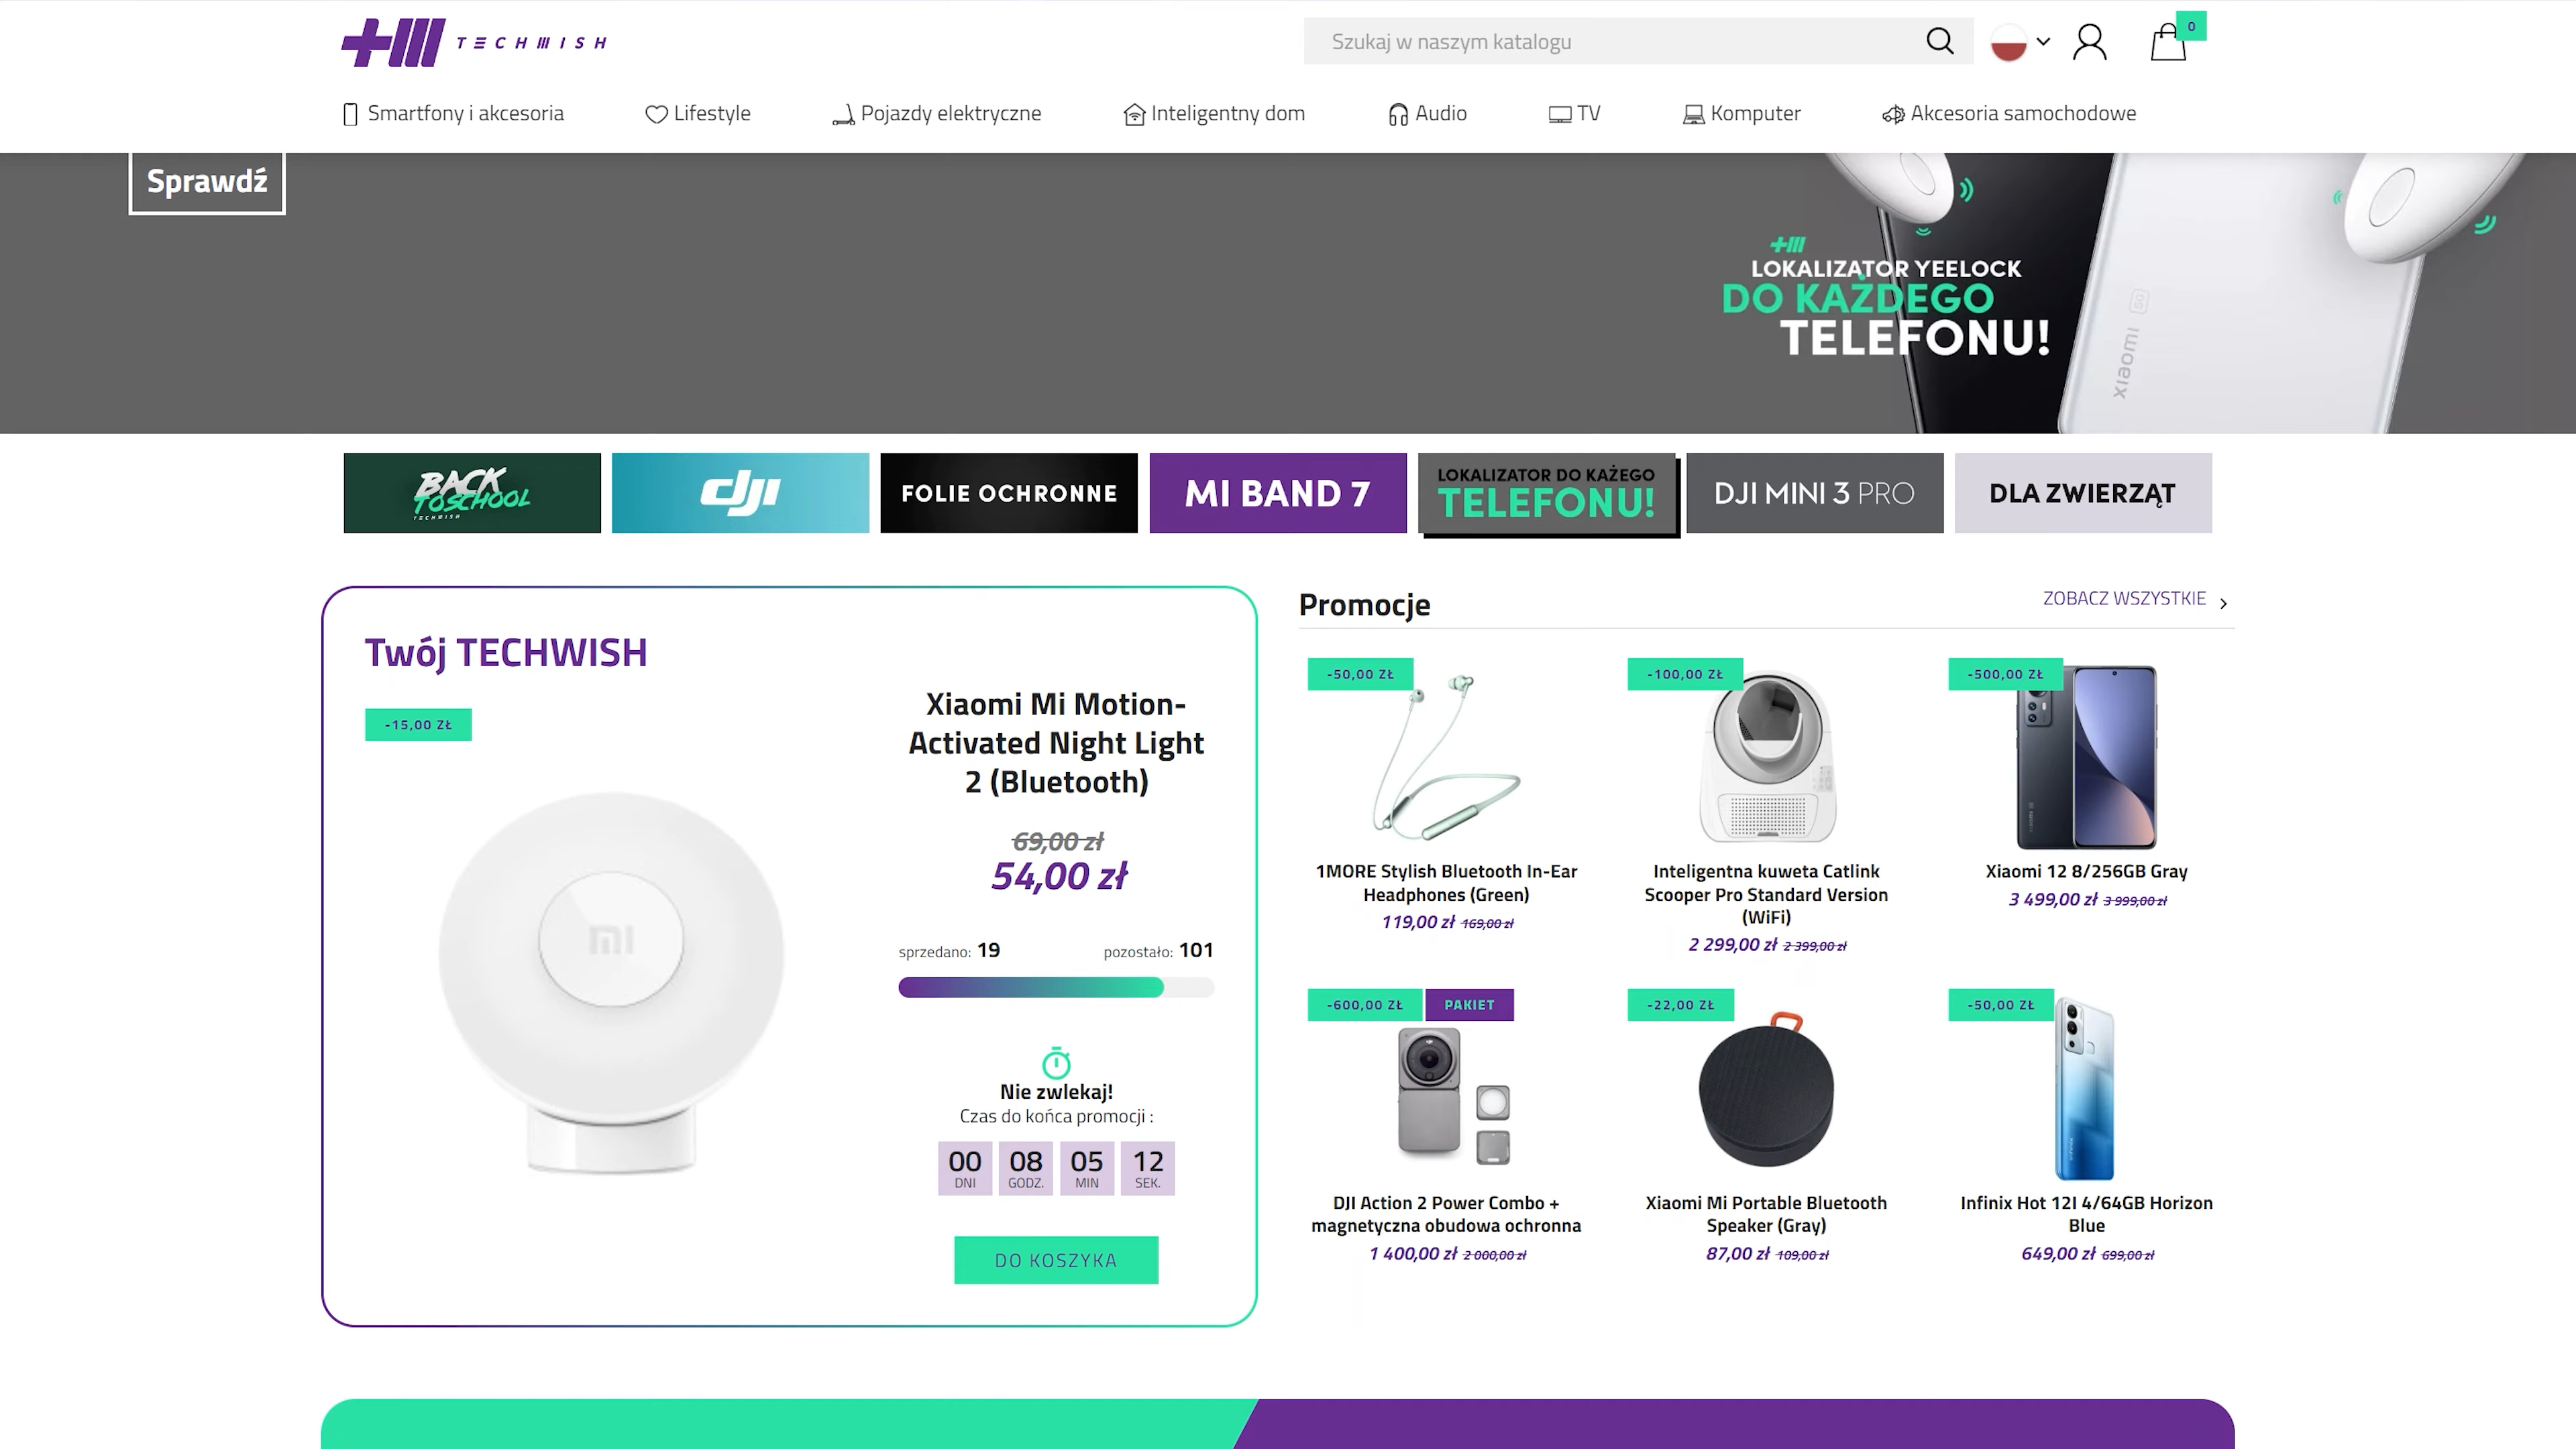 TECHWISH
Szukaj w naszym katalogu
0
Smartfony i akcesoria
Lifestyle
Pojazdy elektryczne
Inteligentny dom
Audio
TV
Komputer
Akcesoria samochodowe
Sprawdź
LOKALIZATOR YEELOCK
DO KAŻDEGO
TELEFONU!
xiaomi
5G
BACK
TO SCHOOL
TECHWISH
dji
FOLIE OCHRONNE
MI BAND 7
LOKALIZATOR DO KAŻEGO
TELEFONU!
DJI MINI 3 PRO
DLA ZWIERZĄT
Twój TECHWISH
-15,00 ZŁ
mi
Xiaomi Mi Motion-
Activated Night Light
2 (Bluetooth)
69,00 zł
54,00 zł
sprzedano: 19
pozostało: 101
Nie zwlekaj!
Czas do końca promocji :
00 08 05 12
DNI GODZ. MIN SEK.
DO KOSZYKA
Promocje
ZOBACZ WSZYSTKIE
-50,00 ZŁ
1MORE Stylish Bluetooth In-Ear
Headphones (Green)
119,00 zł 169,00 zł
-100,00 ZŁ
Inteligentna kuweta Catlink
Scooper Pro Standard Version
(WiFi)
2 299,00 zł 2 399,00 zł
-500,00 ZŁ
Xiaomi 12 8/256GB Gray
3 499,00 zł 3 999,00 zł
-600,00 ZŁ PAKIET
DJI Action 2 Power Combo +
magnetyczna obudowa ochronna
1 400,00 zł 2 000,00 zł
-22,00 ZŁ
Xiaomi Mi Portable Bluetooth
Speaker (Gray)
87,00 zł 109,00 zł
-50,00 ZŁ
Infinix Hot 12I 4/64GB Horizon
Blue
649,00 zł 699,00 zł